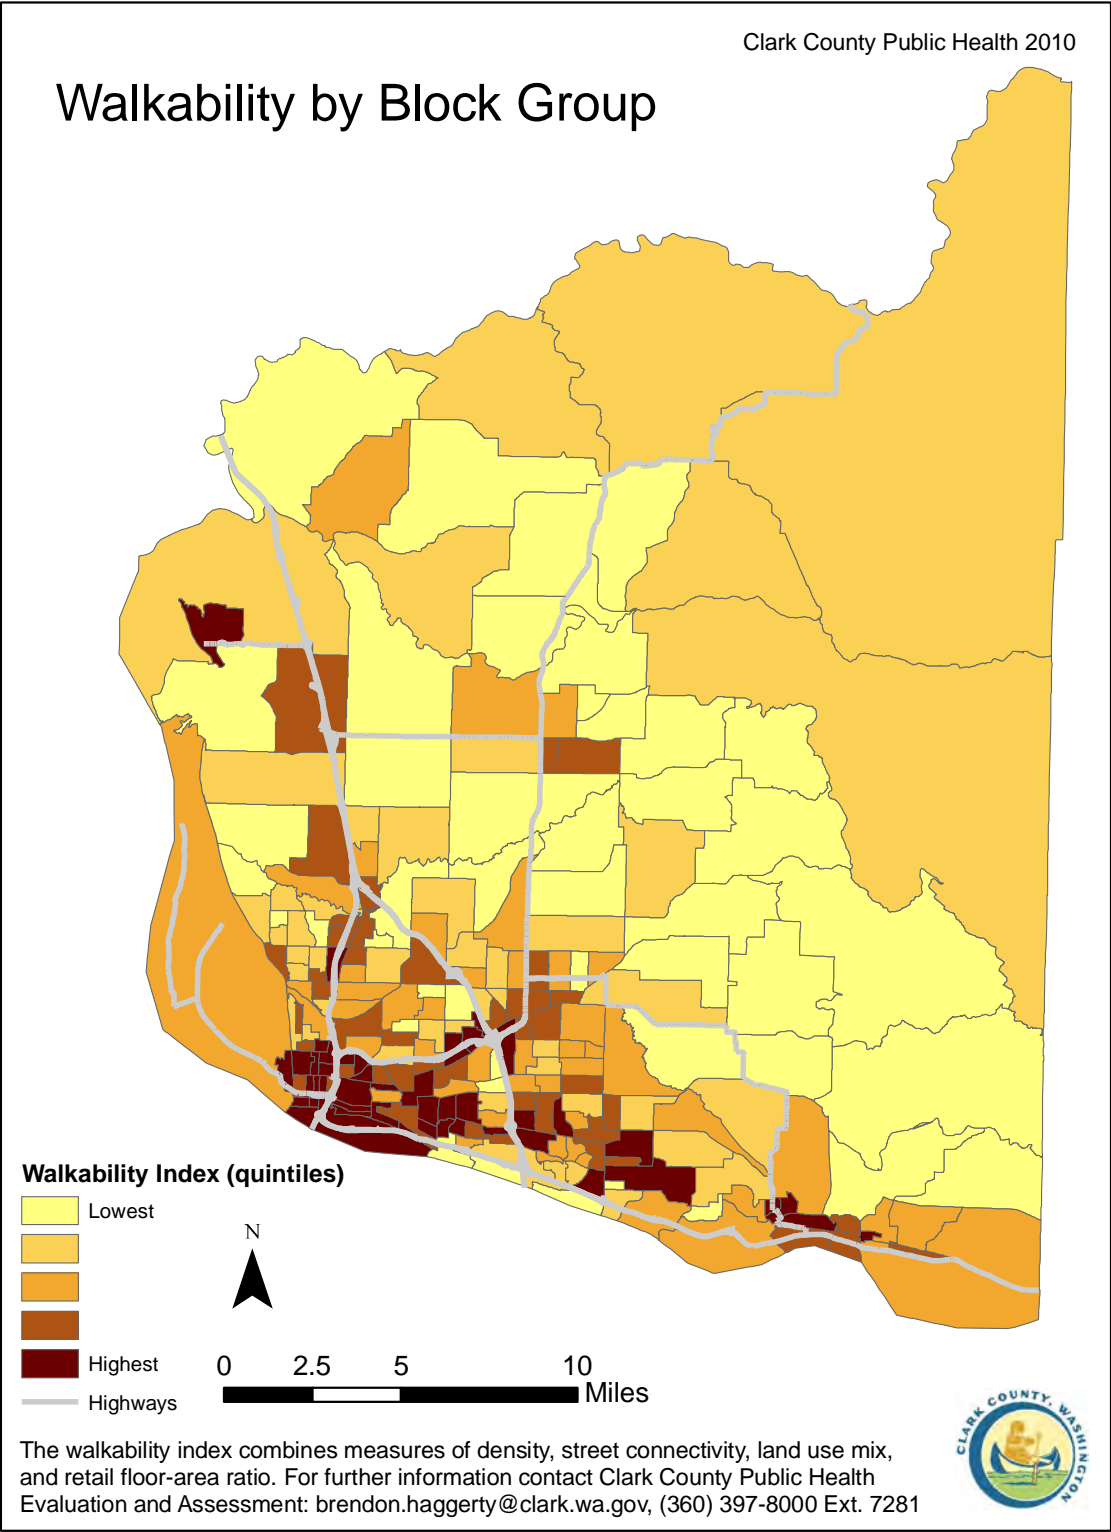 Clark County Public Health 2010
Walkability by Block Group
Walkability Index (quintiles)
Lowest
Highest
Highways
N
0 2.5 5 10
Miles
The walkability index combines measures of density, street connectivity, land use mix,
and retail floor-area ratio. For further information contact Clark County Public Health
Evaluation and Assessment: brendon.haggerty@clark.wa.gov, (360) 397-8000 Ext. 7281
CLARK COUNTY, WASHINGTON